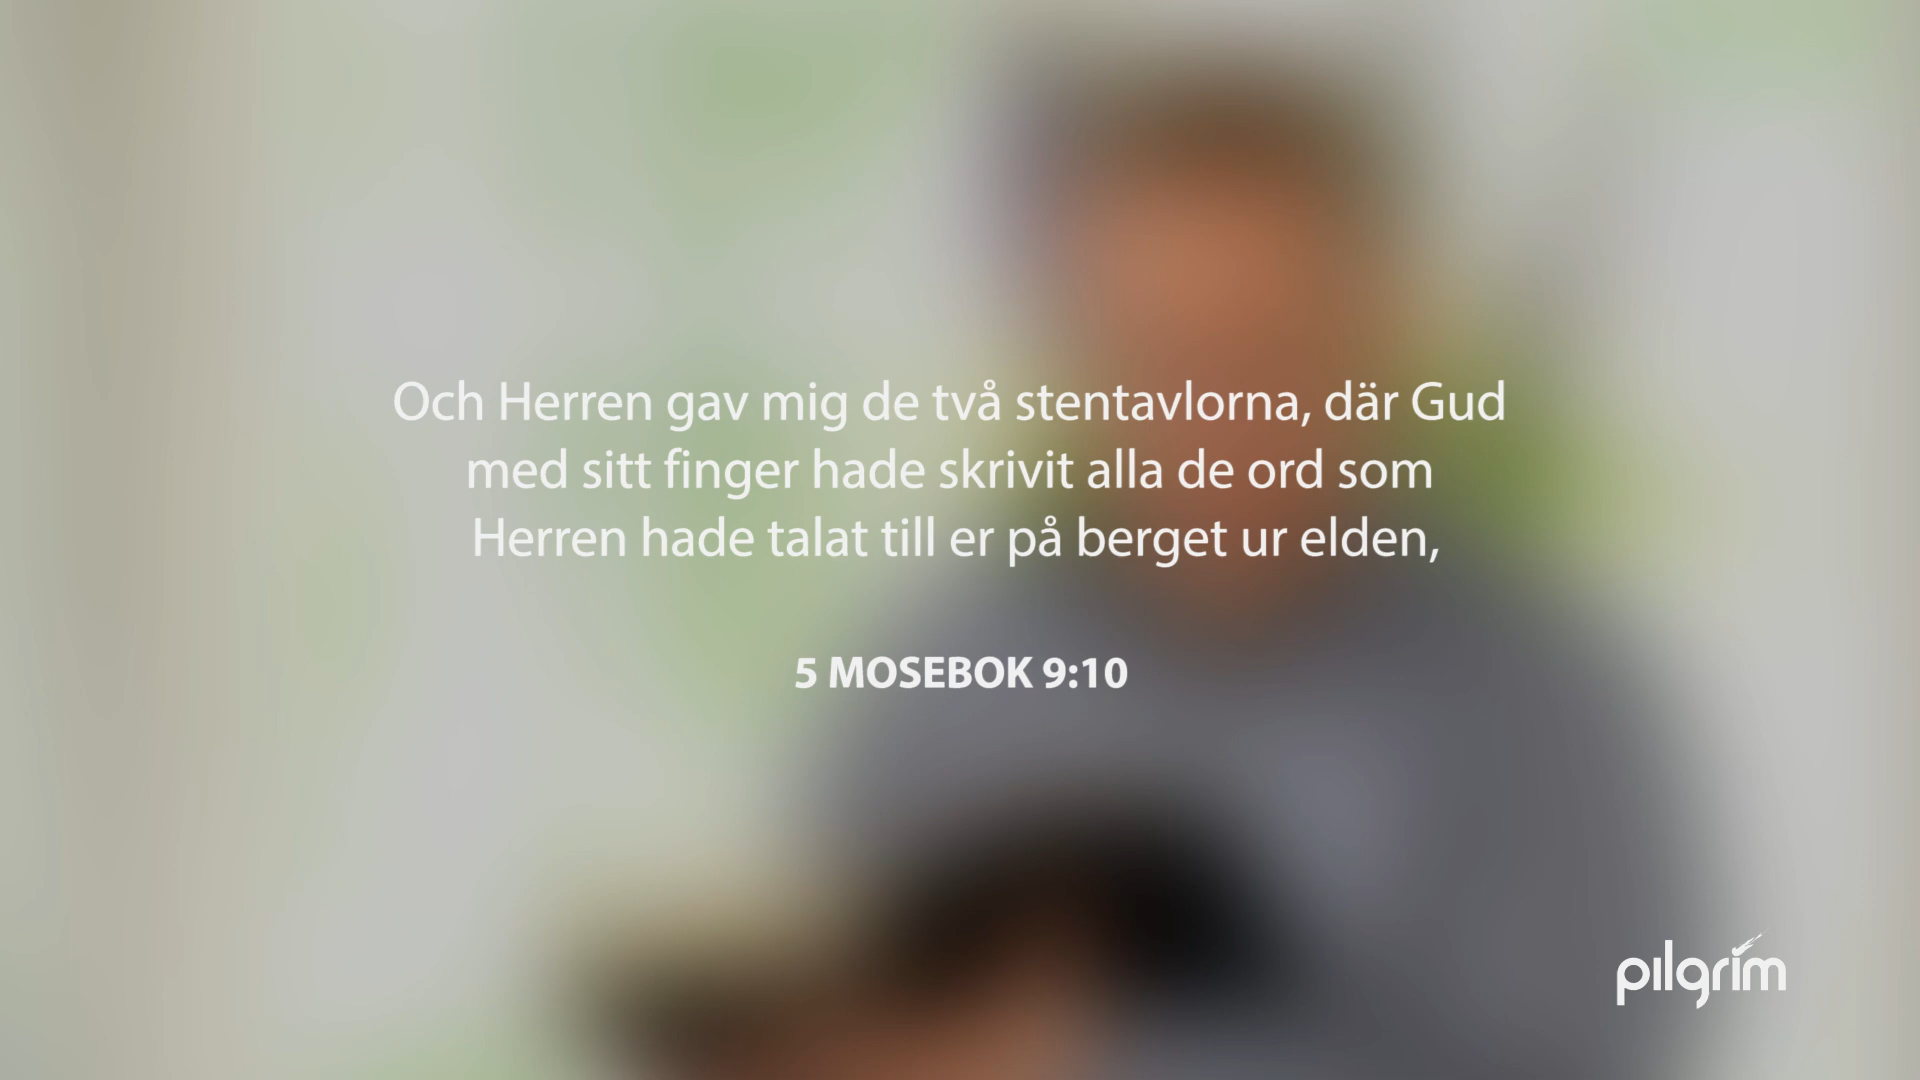 Och Herren gav mig de två stentavlorna, där Gud
med sitt finger hade skrivit alla de ord som
Herren hade talat till er på berget ur elden,
5 MOSEBOK 9:10
pilgrim